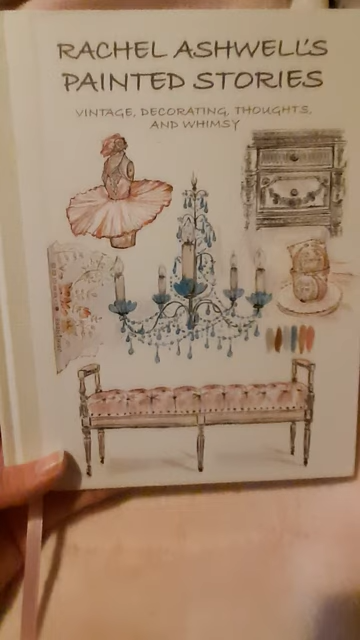 RACHEL ASHWELL'S
PAINTED STORIES
VINTAGE, DECORATING, THOUGHTS,
AND WHIMSY